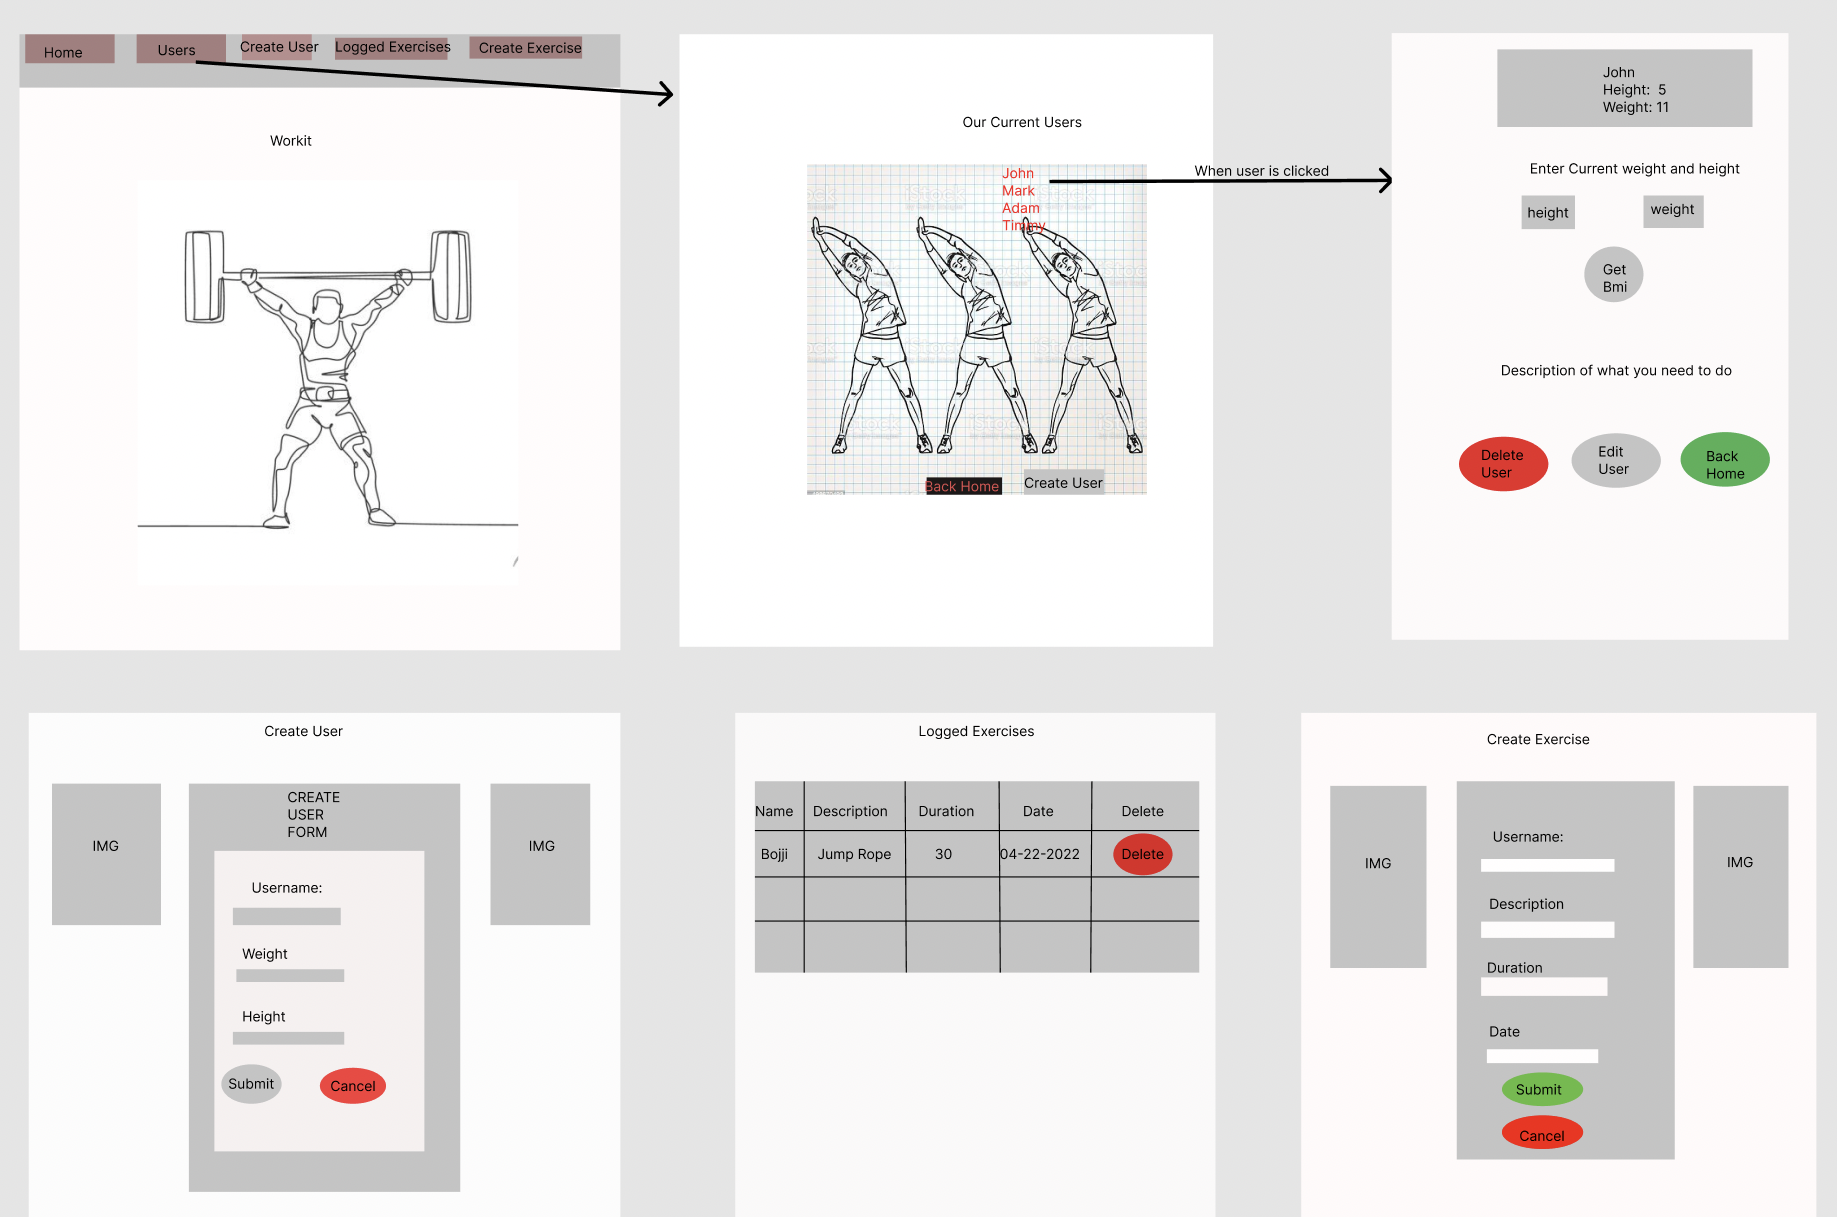 Home
Users
Create User
Logged Exercises
Create Exercise
Workit
Our Current Users
John
Mark
Adam
Timmy
iStock
iStock
iStock
Back Home
Create User
When user is clicked
John
Height: 5
Weight: 11
Enter Current weight and height
height
weight
Get
Bmi
Description of what you need to do
Delete
User
Edit
User
Back
Home
Create User
IMG
CREATE
USER
FORM
Username:
Weight
Height
Submit
Cancel
IMG
Logged Exercises
Name Description Duration Date Delete
Bojji Jump Rope 30 04-22-2022 Delete
Create Exercise
IMG
Username:
Description
Duration
Date
Submit
Cancel
IMG